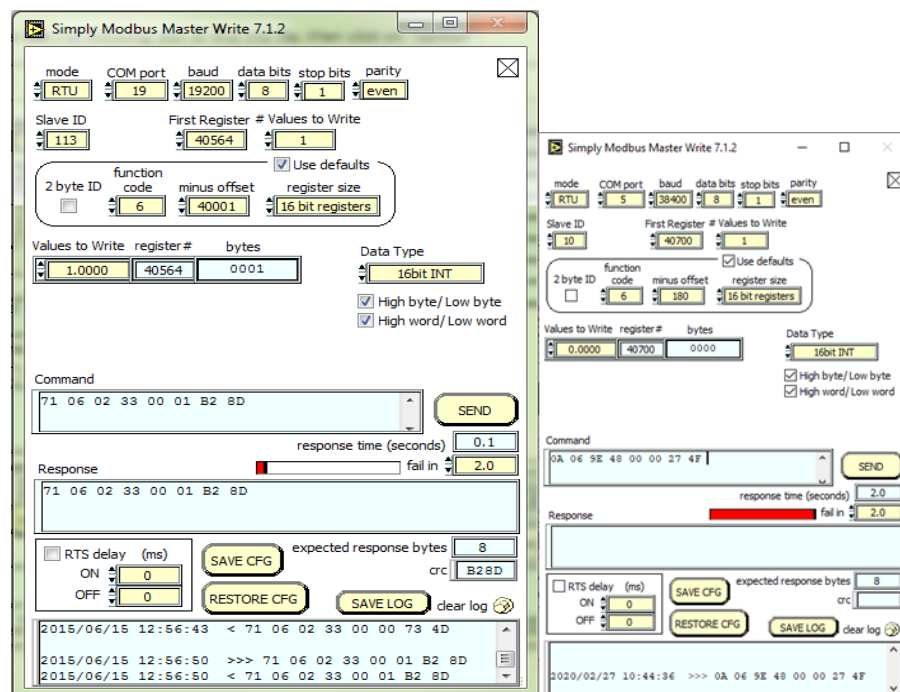 Simply Modbus Master Write 7.1.2
mode COM port baud data bits stop bits parity
RTU 19 19200 8 1 even
Slave ID First Register # Values to Write
113 40564 1
Use defaults
2 byte ID function code minus offset register size
6 40001 16 bit registers
Values to Write register# bytes
1.0000 40564 0001
Data Type
16bit INT
High byte/Low byte
High word/Low word
Command
71 06 02 33 00 01 B2 8D
SEND
response time (seconds) 0.1
Response
fail in 2.0
71 06 02 33 00 01 B2 8D
RTS delay (ms)
ON 0
OFF 0
SAVE CFG
RESTORE CFG
expected response bytes 8
crc B28D
SAVE LOG clear log
2015/06/15 12:56:43 < 71 06 02 33 00 00 73 4D
2015/06/15 12:56:50 >>> 71 06 02 33 00 01 B2 8D
2015/06/15 12:56:50 < 71 06 02 33 00 01 B2 8D
Simply Modbus Master Write 7.1.2
mode COM port baud data bits stop bits parity
RTU 5 38400 8 1 even
Slave ID First Register # Values to Write
10 40700 1
Use defaults
2 byte ID function code minus offset register size
6 180 16 bit registers
Values to Write register# bytes
0.0000 40700 0000
Data Type
16bit INT
High byte/Low byte
High word/Low word
Command
0A 06 9E 48 00 00 27 4F
SEND
response time (seconds) 2.0
Response
fail in 2.0
RTS delay (ms)
ON 0
OFF 0
SAVE CFG
RESTORE CFG
expected response bytes 8
crc
SAVE LOG clear log
2020/02/27 10:44:36 >>> 0A 06 9E 48 00 00 27 4F